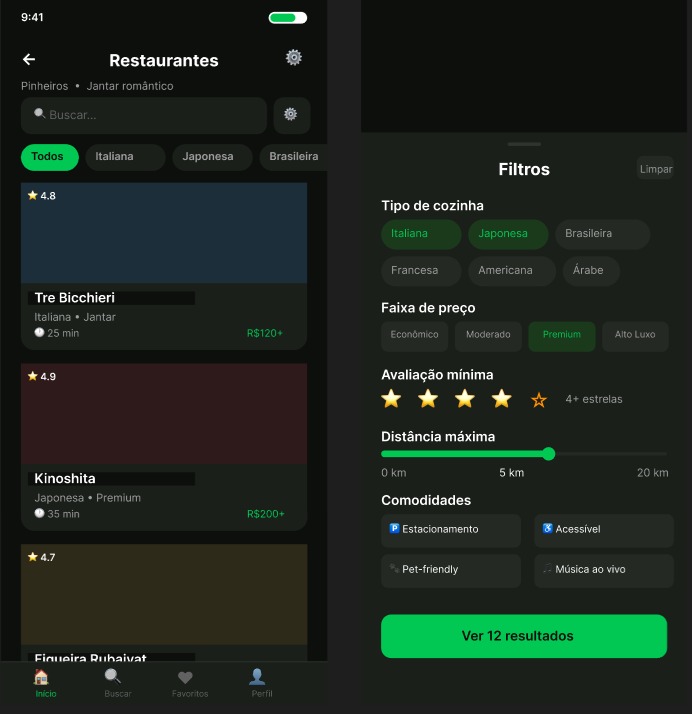 9:41
Restaurantes
Pinheiros • Jantar romântico
Buscar...
Todos Italiana Japonesa Brasileira
4.8
Tre Bicchieri
Italiana • Jantar
25 min R$120+
4.9
Kinoshita
Japonesa • Premium
35 min R$200+
4.7
Figueira Rubaiyat
Início Buscar Favoritos Perfil
Filtros Limpar
Tipo de cozinha
Italiana Japonesa Brasileira
Francesa Americana Árabe
Faixa de preço
Econômico Moderado Premium Alto Luxo
Avaliação mínima
4+ estrelas
Distância máxima
0 km 5 km 20 km
Comodidades
Estacionamento Acessível
Pet-friendly Música ao vivo
Ver 12 resultados